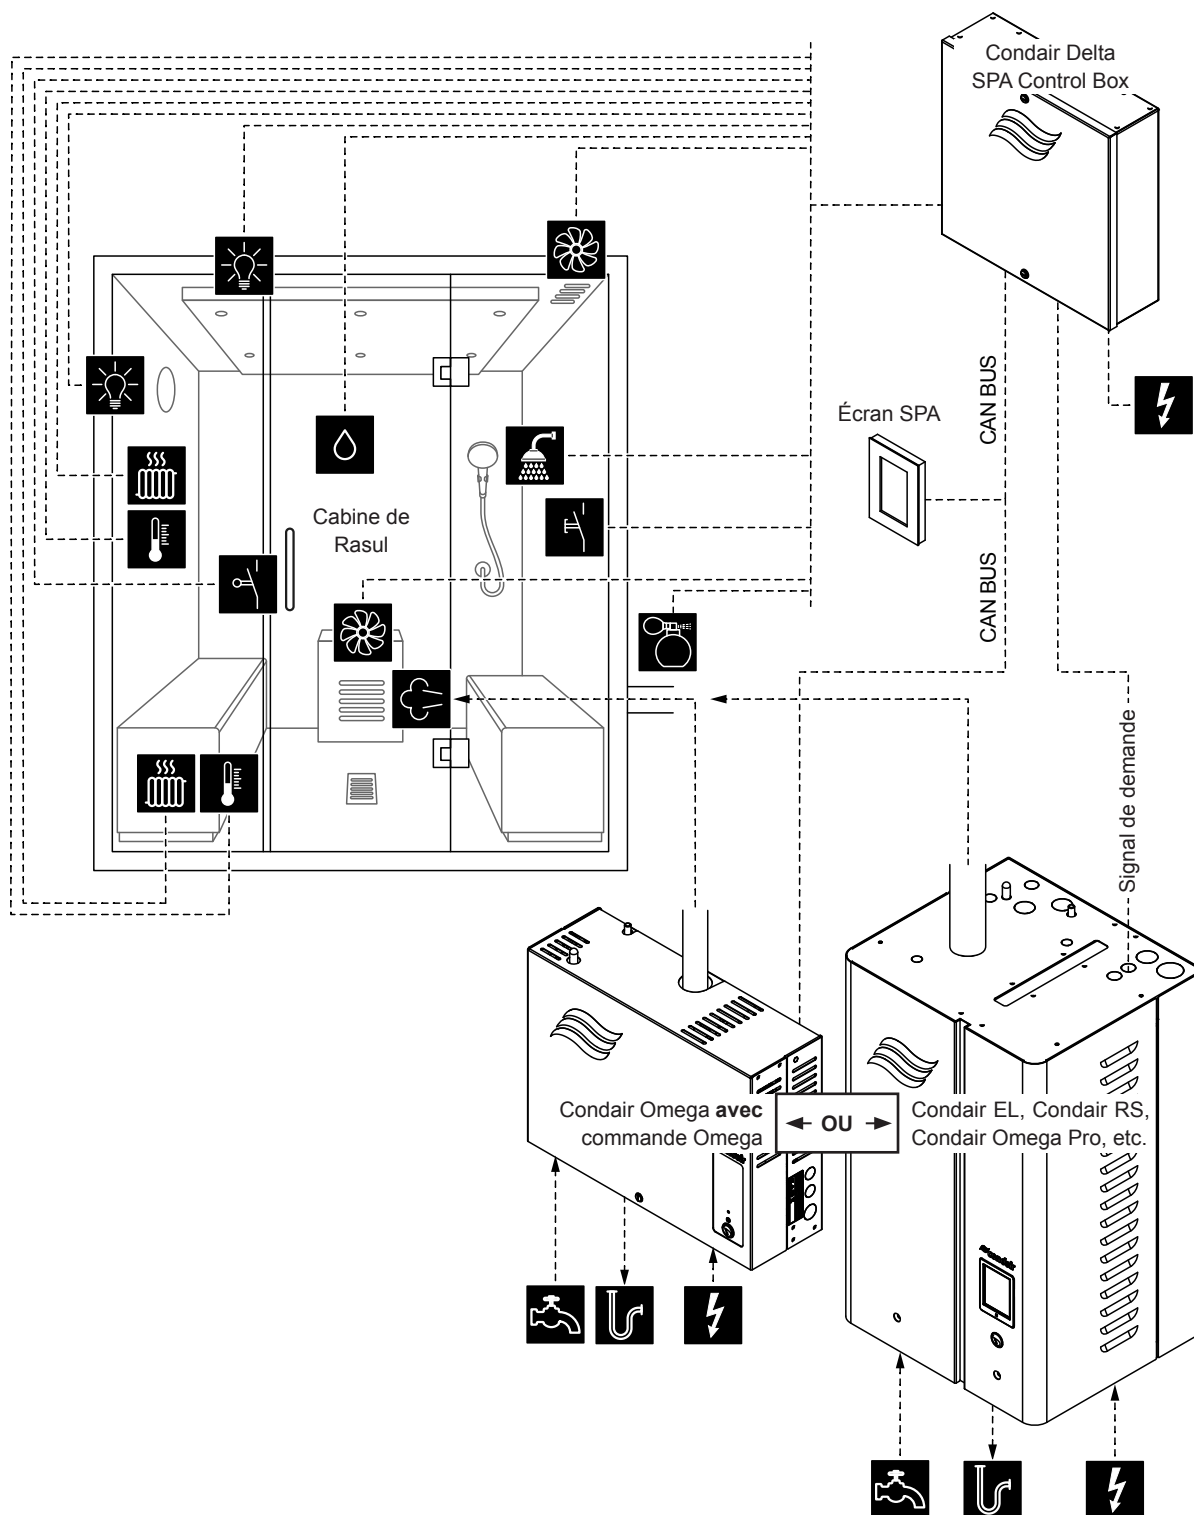 Condair Delta
SPA Control Box
CAN BUS
Écran SPA
Cabine de
Rasul
CAN BUS
Signal de demande
Condair Omega avec
commande Omega
OU
Condair EL, Condair RS,
Condair Omega Pro, etc.